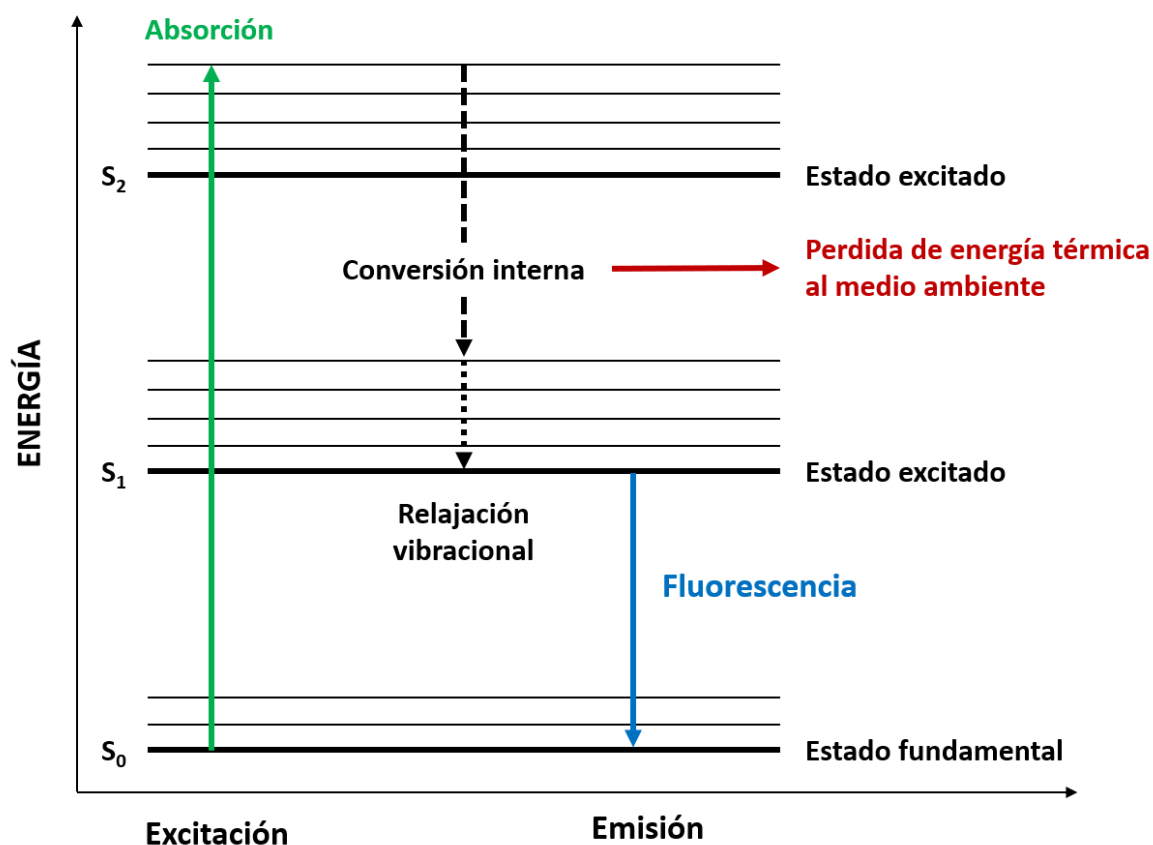 Absorción
S₂
Estado excitado
Conversión interna
Perdida de energía térmica
al medio ambiente
ENERGÍA
S₁
Estado excitado
Relajación
vibracional
Fluorescencia
S₀
Estado fundamental
Excitación
Emisión